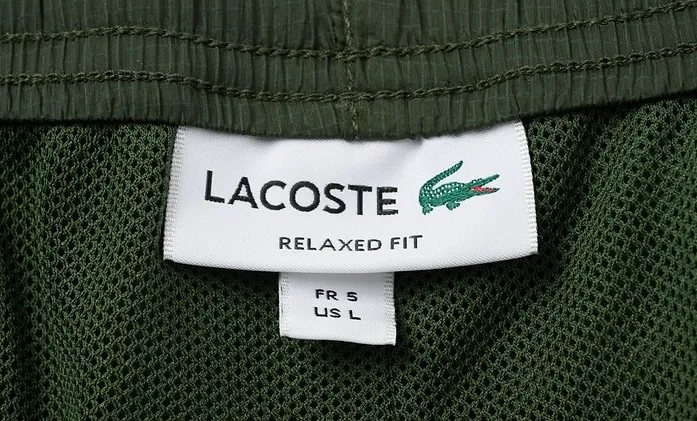 LACOSTE
RELAXED FIT
FR 5
US L